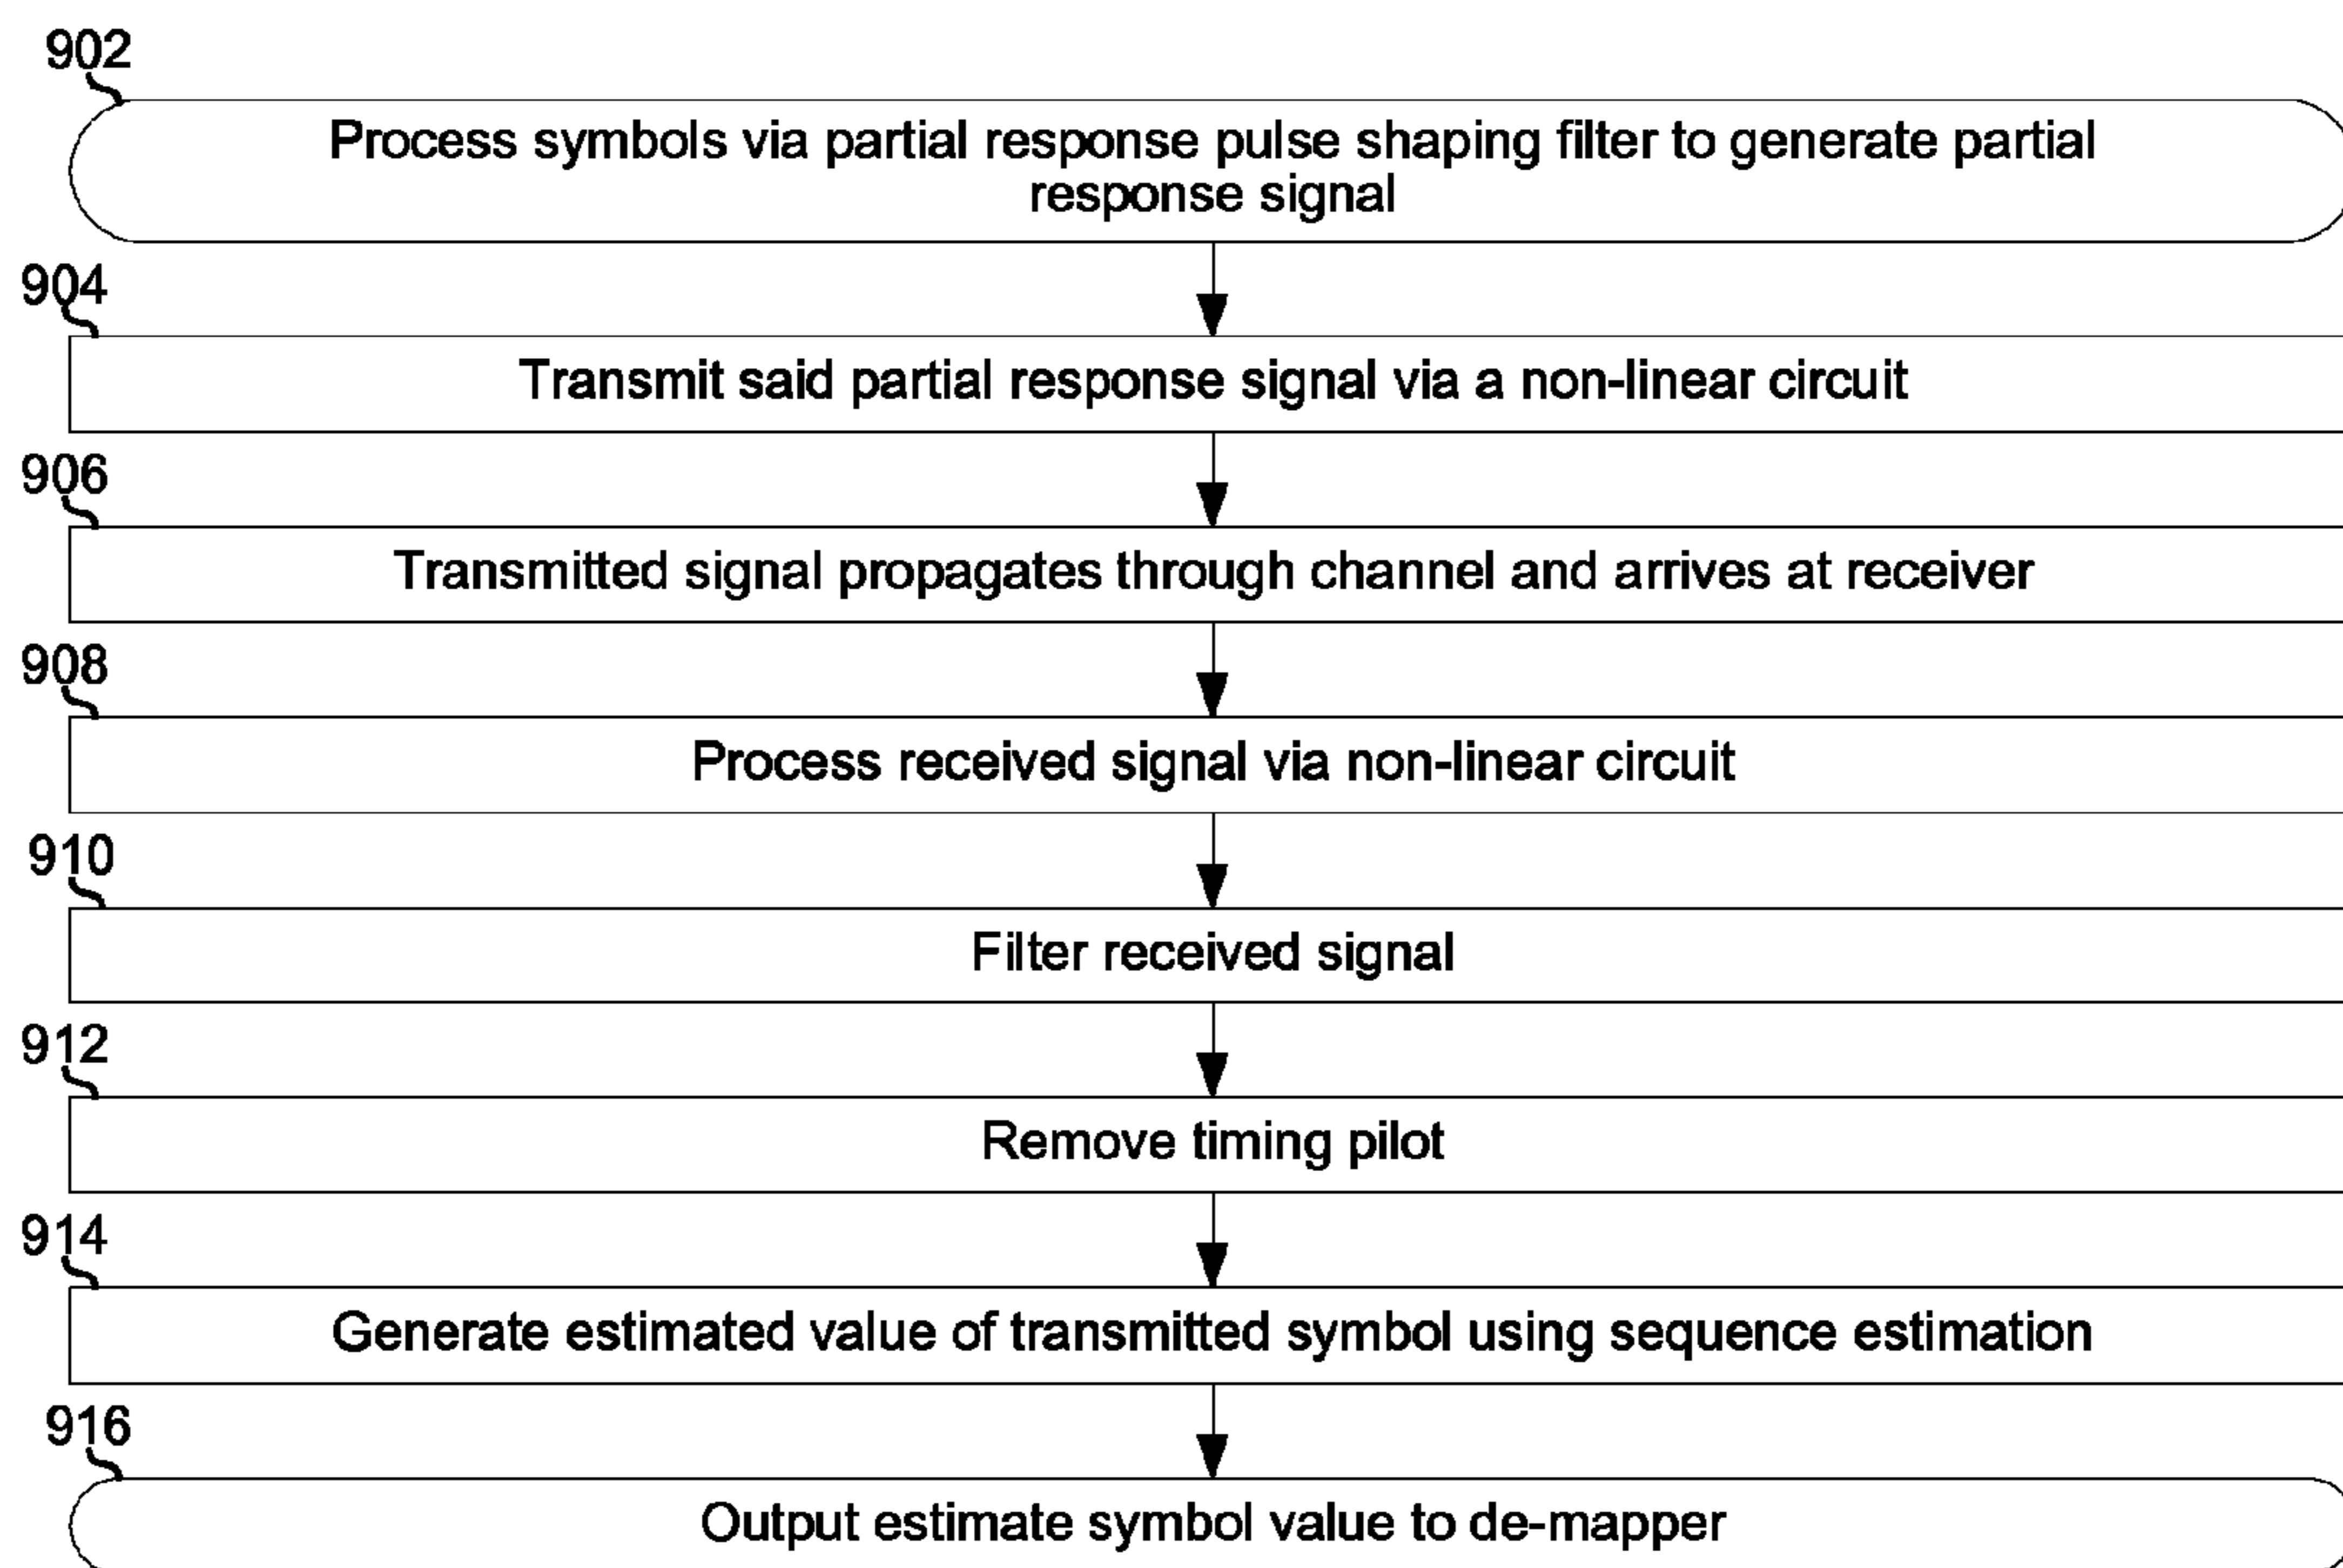 902
Process symbols via partial response pulse shaping filter to generate partial
response signal
904
Transmit said partial response signal via a non-linear circuit
906
Transmitted signal propagates through channel and arrives at receiver
908
Process received signal via non-linear circuit
910
Filter received signal
912
Remove timing pilot
914
Generate estimated value of transmitted symbol using sequence estimation
916
Output estimate symbol value to de-mapper